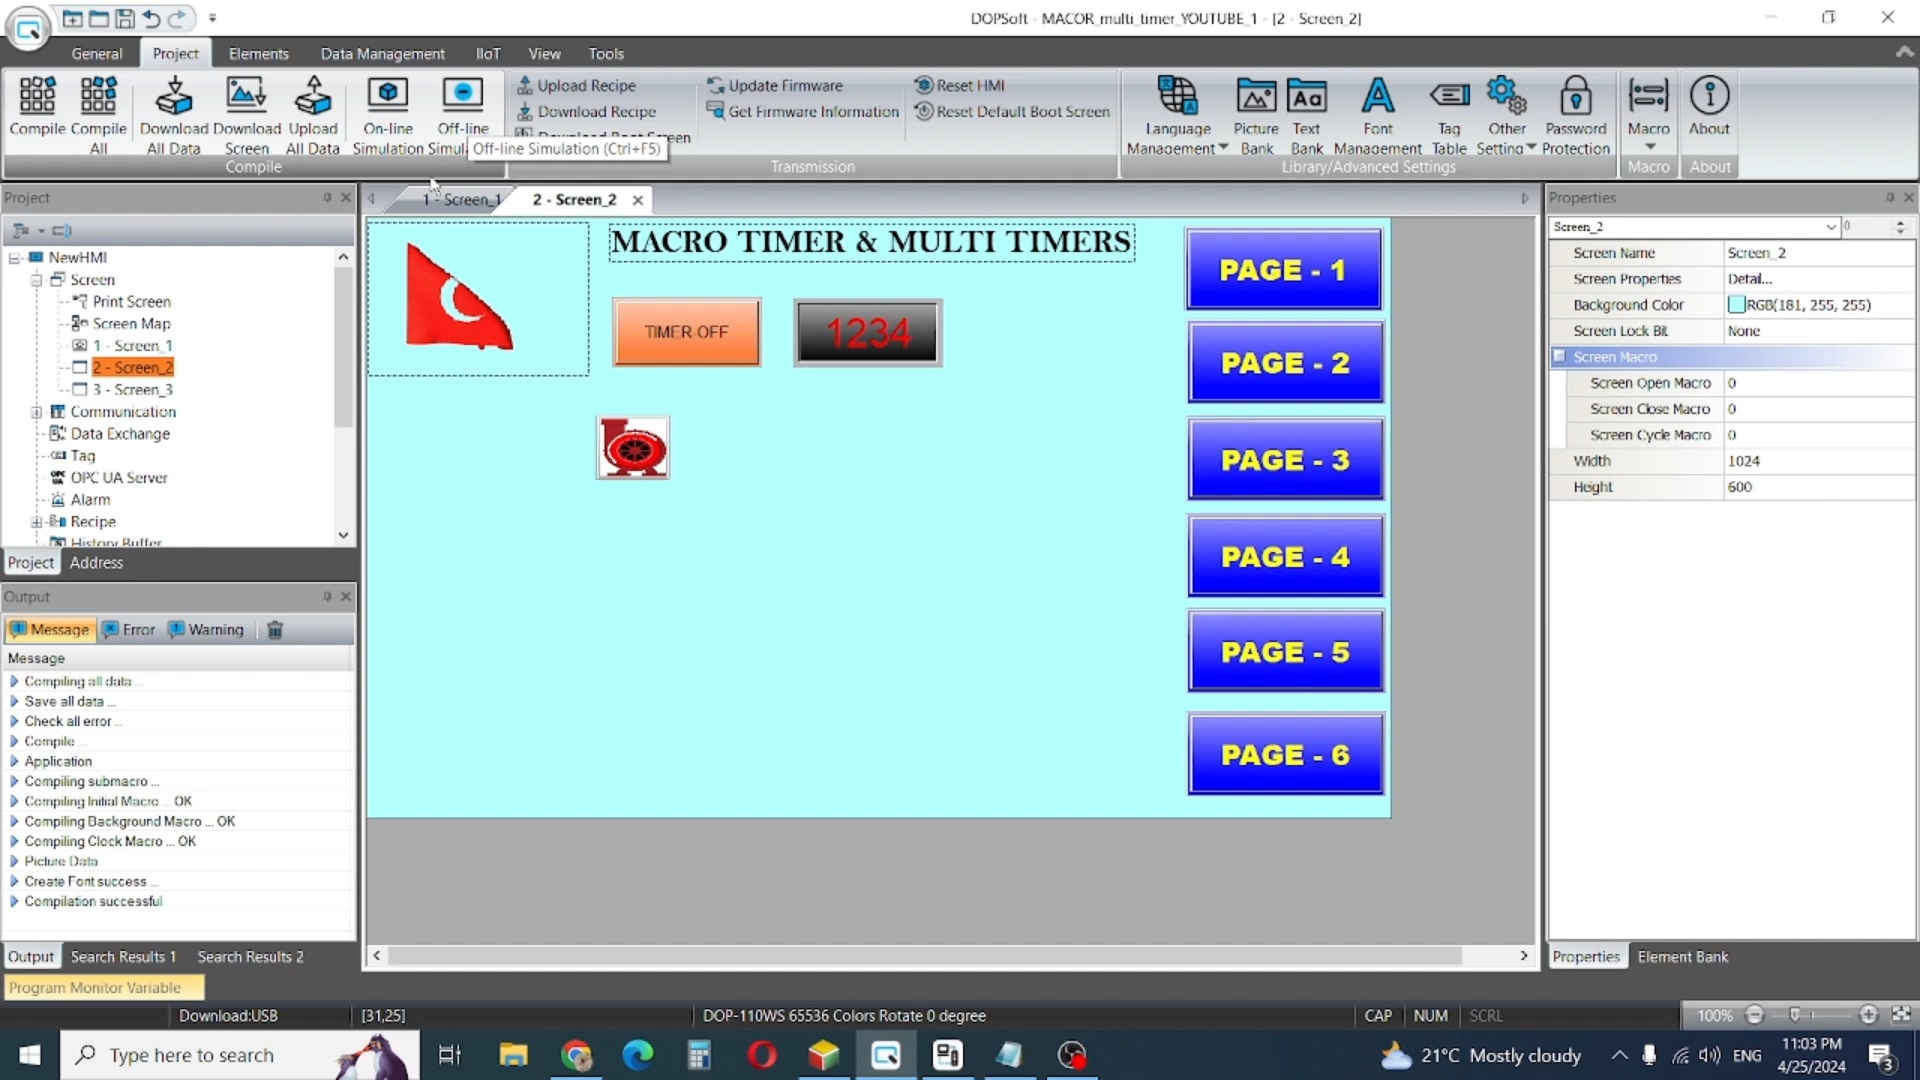 DOPSoft - MACOR_multi_timer_YOUTUBE_1 - [2 - Screen_2]
General Project Elements Data Management IIoT View Tools
Compile
Compile All
Download All Data
Download Screen
Upload All Data
On-line Simulation
Off-line
Off-line Simulation (Ctrl+F5)
Compile
Upload Recipe
Download Recipe
Update Firmware
Get Firmware Information
Reset HMI
Reset Default Boot Screen
Transmission
Language Management
Picture Bank
Text Bank
Font Management
Tag Table
Other Setting
Password Protection
Library/Advanced Settings
Macro
Macro
About
About
Project
NewHMI
Screen
Print Screen
Screen Map
1 - Screen_1
2 - Screen_2
3 - Screen_3
Communication
Data Exchange
Tag
OPC UA Server
Alarm
Recipe
History Buffer
Project Address
Output
Message Error Warning
Message
Compiling all data ...
Save all data ...
Check all error ...
Compile ...
Application
Compiling submacro ...
Compiling Initial Macro ... OK
Compiling Background Macro ... OK
Compiling Clock Macro ... OK
Picture Data
Create Font success ...
Compilation successful
Output Search Results 1 Search Results 2
Program Monitor Variable
1 - Screen_1 2 - Screen_2
MACRO TIMER & MULTI TIMERS
TIMER-OFF
1234
PAGE - 1
PAGE - 2
PAGE - 3
PAGE - 4
PAGE - 5
PAGE - 6
Properties
Screen_2 0
Screen Name Screen_2
Screen Properties Detail...
Background Color RGB(181, 255, 255)
Screen Lock Bit None
Screen Macro
Screen Open Macro 0
Screen Close Macro 0
Screen Cycle Macro 0
Width 1024
Height 600
Properties Element Bank
Download:USB [31,25] DOP-110WS 65536 Colors Rotate 0 degree CAP NUM SCRL 100%
Type here to search
21°C Mostly cloudy
ENG
11:03 PM
4/25/2024
3